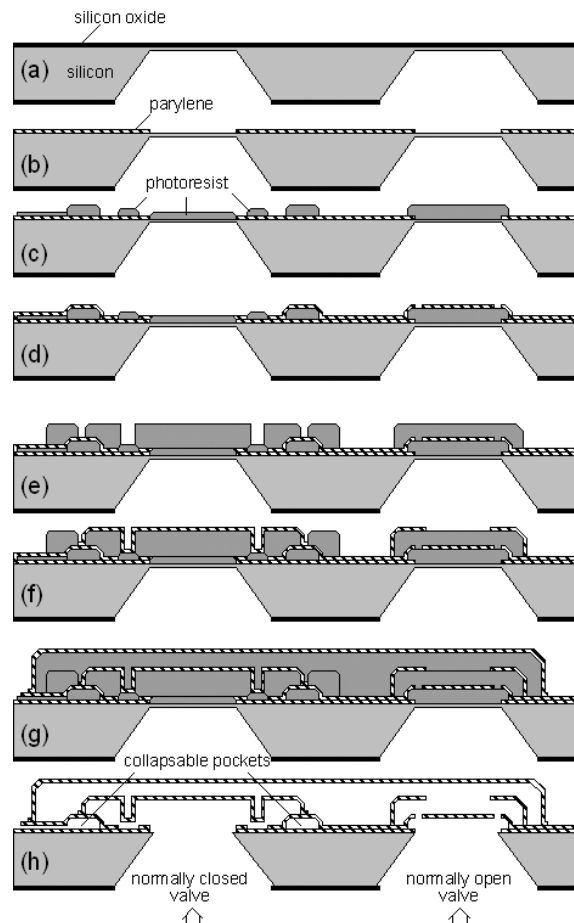 silicon oxide
(a)
silicon
parylene
(b)
photoresist
(c)
(d)
(e)
(f)
(g)
collapsable pockets
(h)
normally closed
valve
normally open
valve